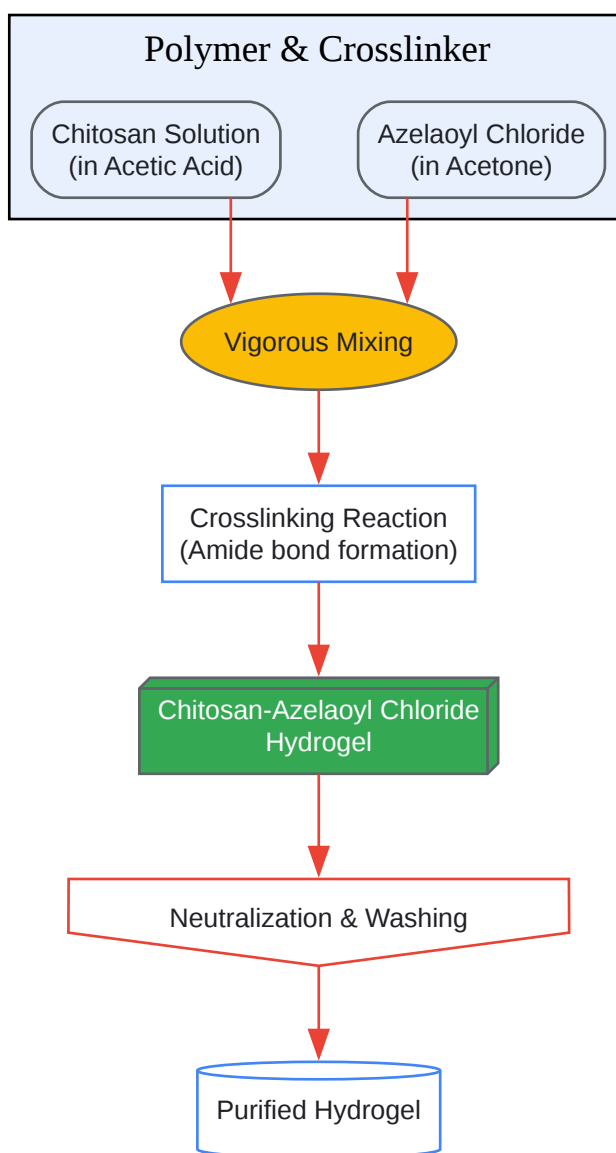 Polymer & Crosslinker
Chitosan Solution
(in Acetic Acid)
Azelaoyl Chloride
(in Acetone)
Vigorous Mixing
Crosslinking Reaction
(Amide bond formation)
Chitosan-Azelaoyl Chloride
Hydrogel
Neutralization & Washing
Purified Hydrogel